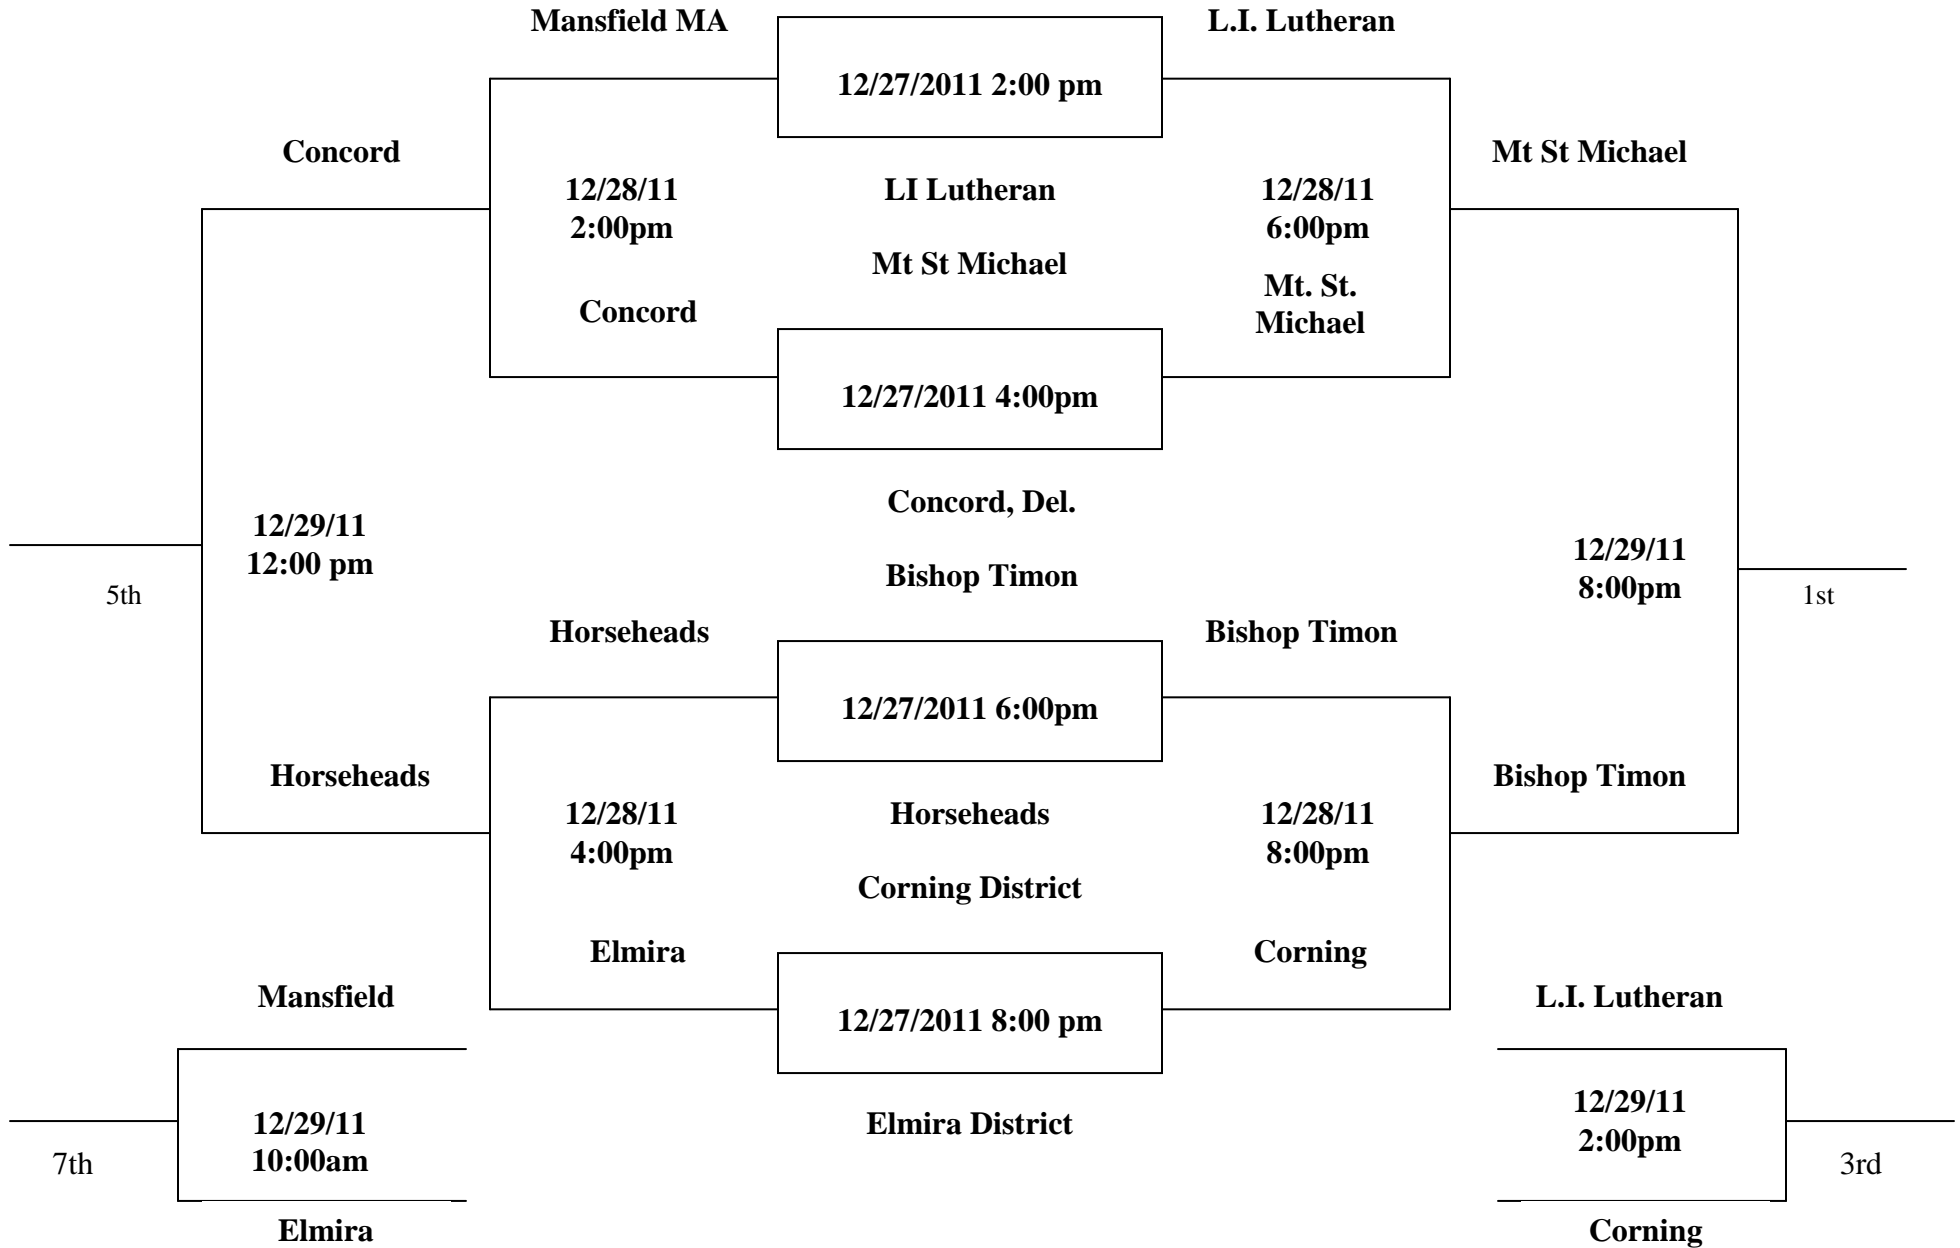 Mansfield MA
L.I. Lutheran
12/27/2011 2:00 pm
Concord
Mt St Michael
12/28/11
2:00pm
LI Lutheran
12/28/11
6:00pm
Mt St Michael
Concord
Mt. St.
Michael
12/27/2011 4:00pm
Concord, Del.
12/29/11
12:00 pm
Bishop Timon
12/29/11
8:00pm
5th
1st
Horseheads
Bishop Timon
12/27/2011 6:00pm
Horseheads
Bishop Timon
12/28/11
4:00pm
Horseheads
12/28/11
8:00pm
Corning District
Elmira
Corning
Mansfield
L.I. Lutheran
12/27/2011 8:00 pm
12/29/11
10:00am
Elmira District
12/29/11
2:00pm
7th
3rd
Elmira
Corning